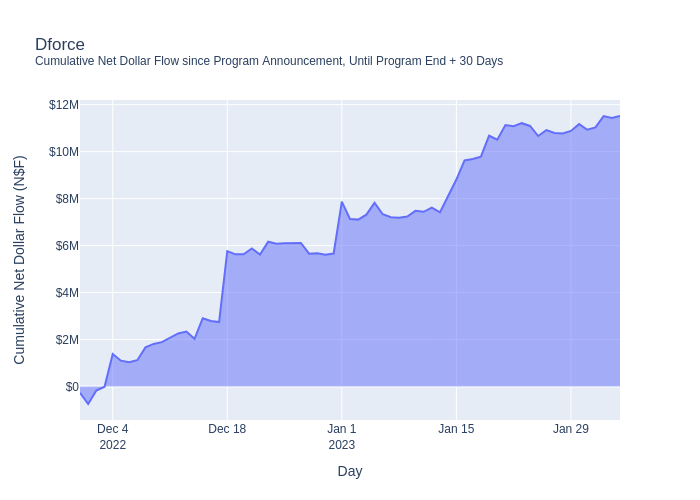 Dforce
Cumulative Net Dollar Flow since Program Announcement, Until Program End + 30 Days
Cumulative Net Dollar Flow (N$F)
$12M
$10M
$8M
$6M
$4M
$2M
$0
Dec 4
2022
Dec 18
Jan 1
2023
Jan 15
Jan 29
Day